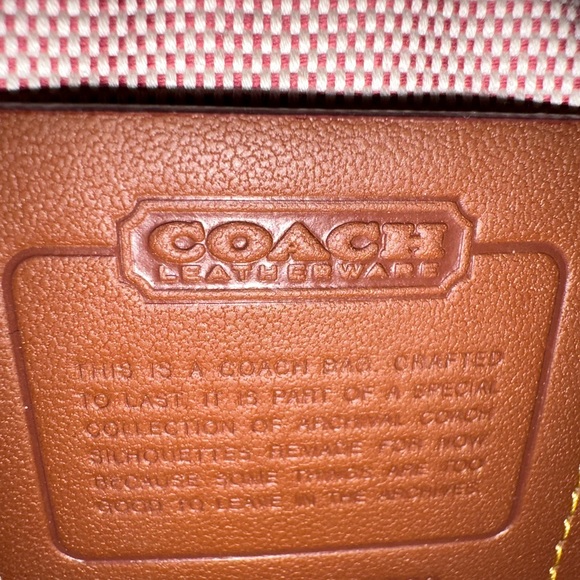 COACH
LEATHERWARE
THIS IS A COACH BAG. CRAFTED
TO LAST. IT IS PART OF A SPECIAL
COLLECTION OF ARCHIVAL COACH
SILHOUETTES REMADE FOR NOW
BECAUSE SOME THINGS ARE TOO
GOOD TO LEAVE IN THE ARCHIVES.